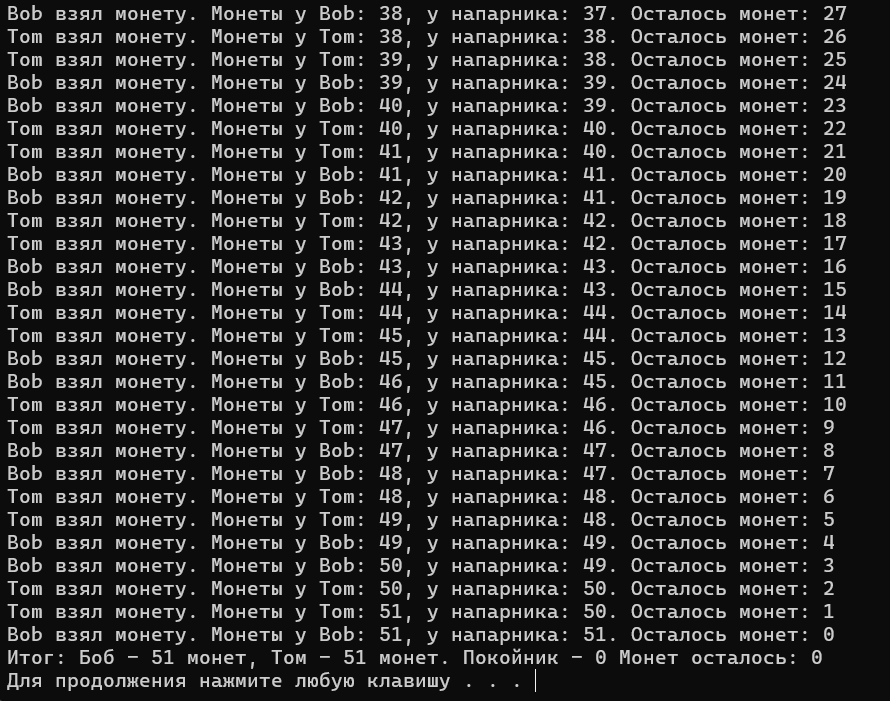 Bob взял монету. Монеты у Bob: 38, у напарника: 37. Осталось монет: 27
Tom взял монету. Монеты у Tom: 38, у напарника: 38. Осталось монет: 26
Tom взял монету. Монеты у Tom: 39, у напарника: 38. Осталось монет: 25
Bob взял монету. Монеты у Bob: 39, у напарника: 39. Осталось монет: 24
Bob взял монету. Монеты у Bob: 40, у напарника: 39. Осталось монет: 23
Tom взял монету. Монеты у Tom: 40, у напарника: 40. Осталось монет: 22
Tom взял монету. Монеты у Tom: 41, у напарника: 40. Осталось монет: 21
Bob взял монету. Монеты у Bob: 41, у напарника: 41. Осталось монет: 20
Bob взял монету. Монеты у Bob: 42, у напарника: 41. Осталось монет: 19
Tom взял монету. Монеты у Tom: 42, у напарника: 42. Осталось монет: 18
Tom взял монету. Монеты у Tom: 43, у напарника: 42. Осталось монет: 17
Bob взял монету. Монеты у Bob: 43, у напарника: 43. Осталось монет: 16
Bob взял монету. Монеты у Bob: 44, у напарника: 43. Осталось монет: 15
Tom взял монету. Монеты у Tom: 44, у напарника: 44. Осталось монет: 14
Tom взял монету. Монеты у Tom: 45, у напарника: 44. Осталось монет: 13
Bob взял монету. Монеты у Bob: 45, у напарника: 45. Осталось монет: 12
Bob взял монету. Монеты у Bob: 46, у напарника: 45. Осталось монет: 11
Tom взял монету. Монеты у Tom: 46, у напарника: 46. Осталось монет: 10
Tom взял монету. Монеты у Tom: 47, у напарника: 46. Осталось монет: 9
Bob взял монету. Монеты у Bob: 47, у напарника: 47. Осталось монет: 8
Bob взял монету. Монеты у Bob: 48, у напарника: 47. Осталось монет: 7
Tom взял монету. Монеты у Tom: 48, у напарника: 48. Осталось монет: 6
Tom взял монету. Монеты у Tom: 49, у напарника: 48. Осталось монет: 5
Bob взял монету. Монеты у Bob: 49, у напарника: 49. Осталось монет: 4
Bob взял монету. Монеты у Bob: 50, у напарника: 49. Осталось монет: 3
Tom взял монету. Монеты у Tom: 50, у напарника: 50. Осталось монет: 2
Tom взял монету. Монеты у Tom: 51, у напарника: 50. Осталось монет: 1
Bob взял монету. Монеты у Bob: 51, у напарника: 51. Осталось монет: 0
Итог: Боб - 51 монет, Том - 51 монет. Покойник - 0 Монет осталось: 0
Для продолжения нажмите любую клавишу . . .